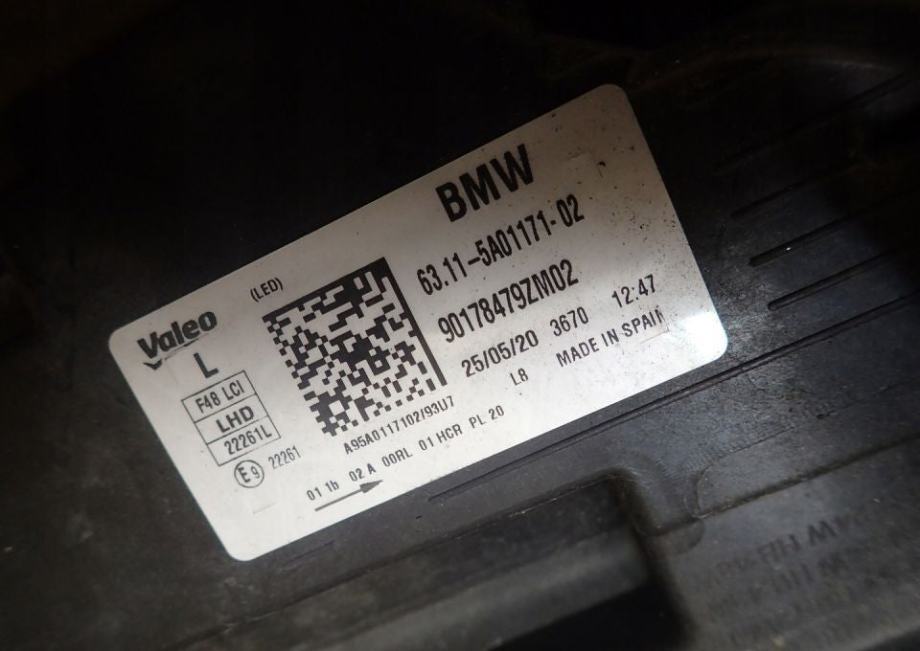 BMW
63.11-5A01171-02
90178479ZM02
25/05/20 3670 12:47
L8 MADE IN SPAIN
(LED)
Valeo
L
F48 LCI
LHD
22261L
E9 22261
A95A0117102/93U7
01 1b 02 A 00RL 01 HCR PL 20